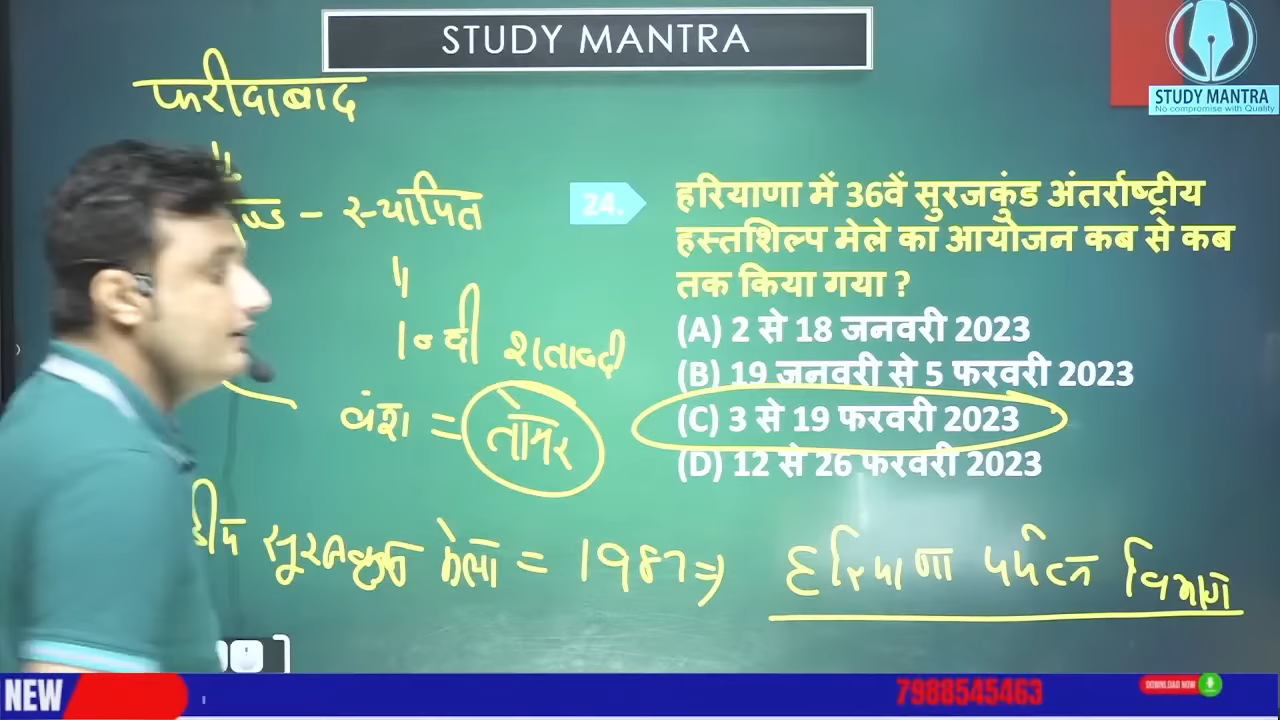 STUDY MANTRA
STUDY MANTRA
No compromise with Quality
फरीदाबाद
ण्ड - स्थापित
10 वीं शताब्दी
वंश = तोमर
24.
हरियाणा में 36वें सुरजकुंड अंतर्राष्ट्रीय
हस्तशिल्प मेले का आयोजन कब से कब
तक किया गया ?
(A) 2 से 18 जनवरी 2023
(B) 19 जनवरी से 5 फरवरी 2023
(C) 3 से 19 फरवरी 2023
(D) 12 से 26 फरवरी 2023
सूरजकुण्ड मेला = 1987 ⇒ हरियाणा पर्यटन विभाग
NEW
7988545463
DOWNLOAD NOW